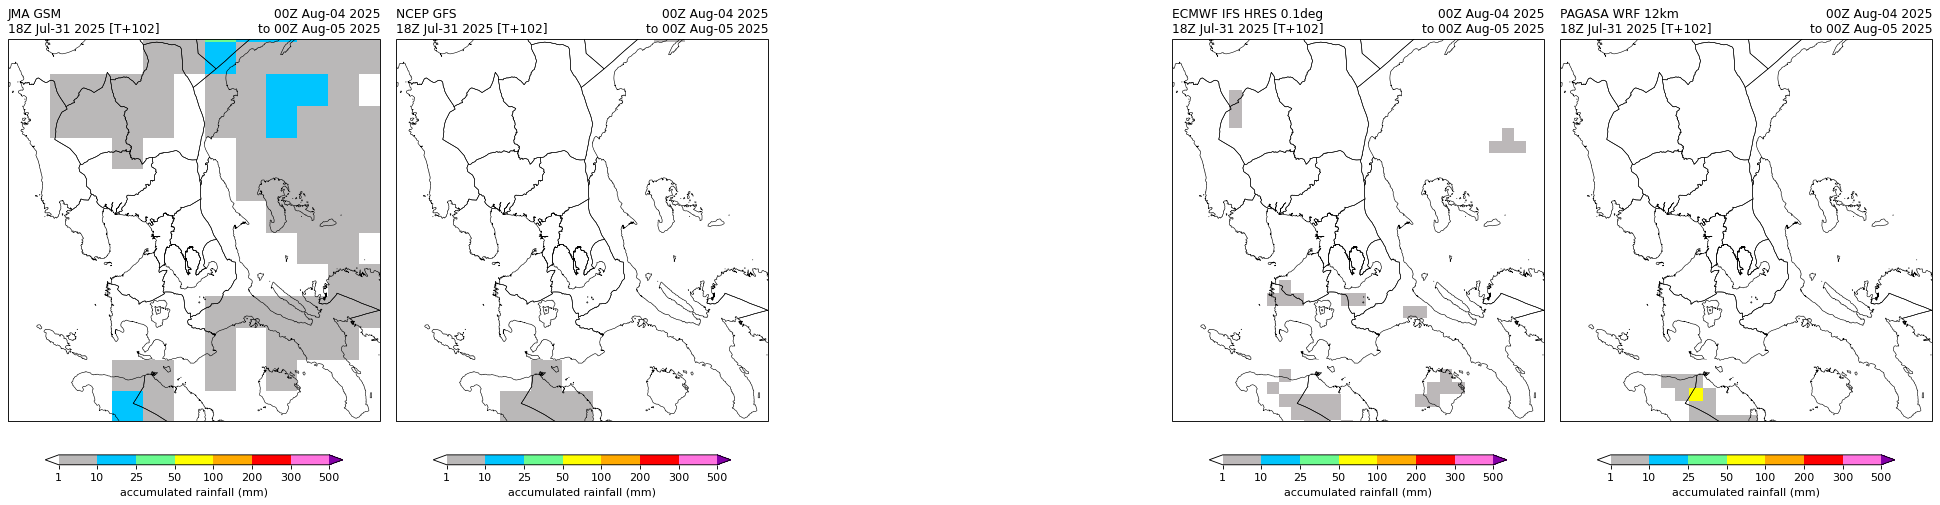 JMA GSM 00Z Aug-04 2025
18Z Jul-31 2025 [T+102] to 00Z Aug-05 2025
1 10 25 50 100 200 300 500
accumulated rainfall (mm)
NCEP GFS 00Z Aug-04 2025
18Z Jul-31 2025 [T+102] to 00Z Aug-05 2025
1 10 25 50 100 200 300 500
accumulated rainfall (mm)
ECMWF IFS HRES 0.1deg 00Z Aug-04 2025
18Z Jul-31 2025 [T+102] to 00Z Aug-05 2025
1 10 25 50 100 200 300 500
accumulated rainfall (mm)
PAGASA WRF 12km 00Z Aug-04 2025
18Z Jul-31 2025 [T+102] to 00Z Aug-05 2025
1 10 25 50 100 200 300 500
accumulated rainfall (mm)